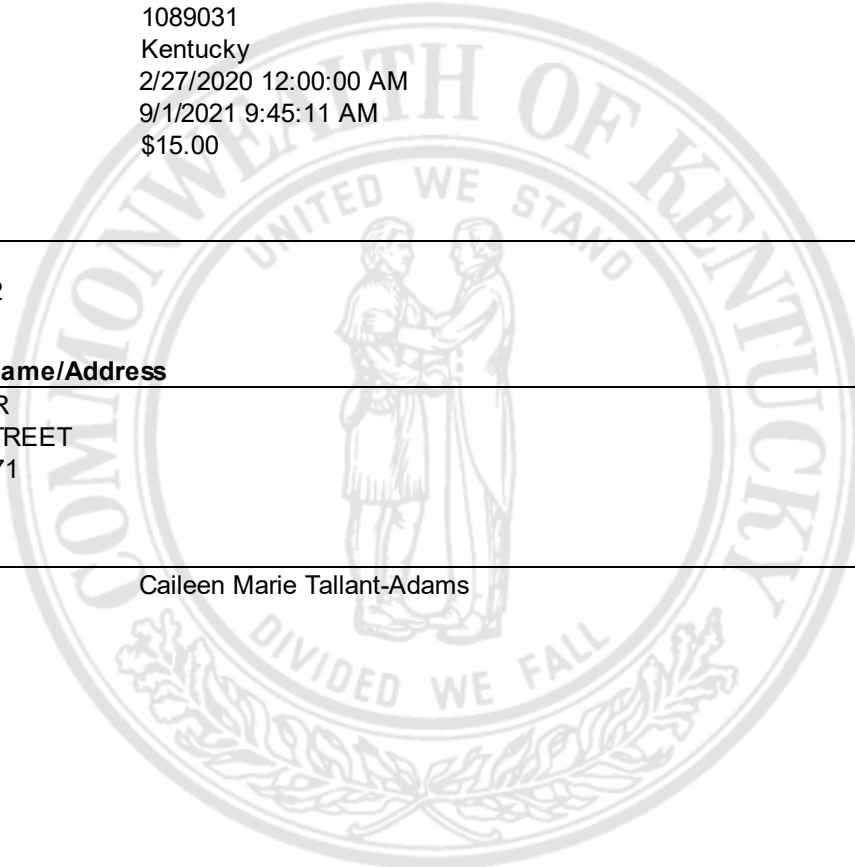 1089031
Kentucky
2/27/2020 12:00:00 AM
9/1/2021 9:45:11 AM
$15.00
COMMONWEALTH OF KENTUCKY
UNITED WE STAND
2
ame/Address
R
TREET
71
Caileen Marie Tallant-Adams
DIVIDED WE FALL